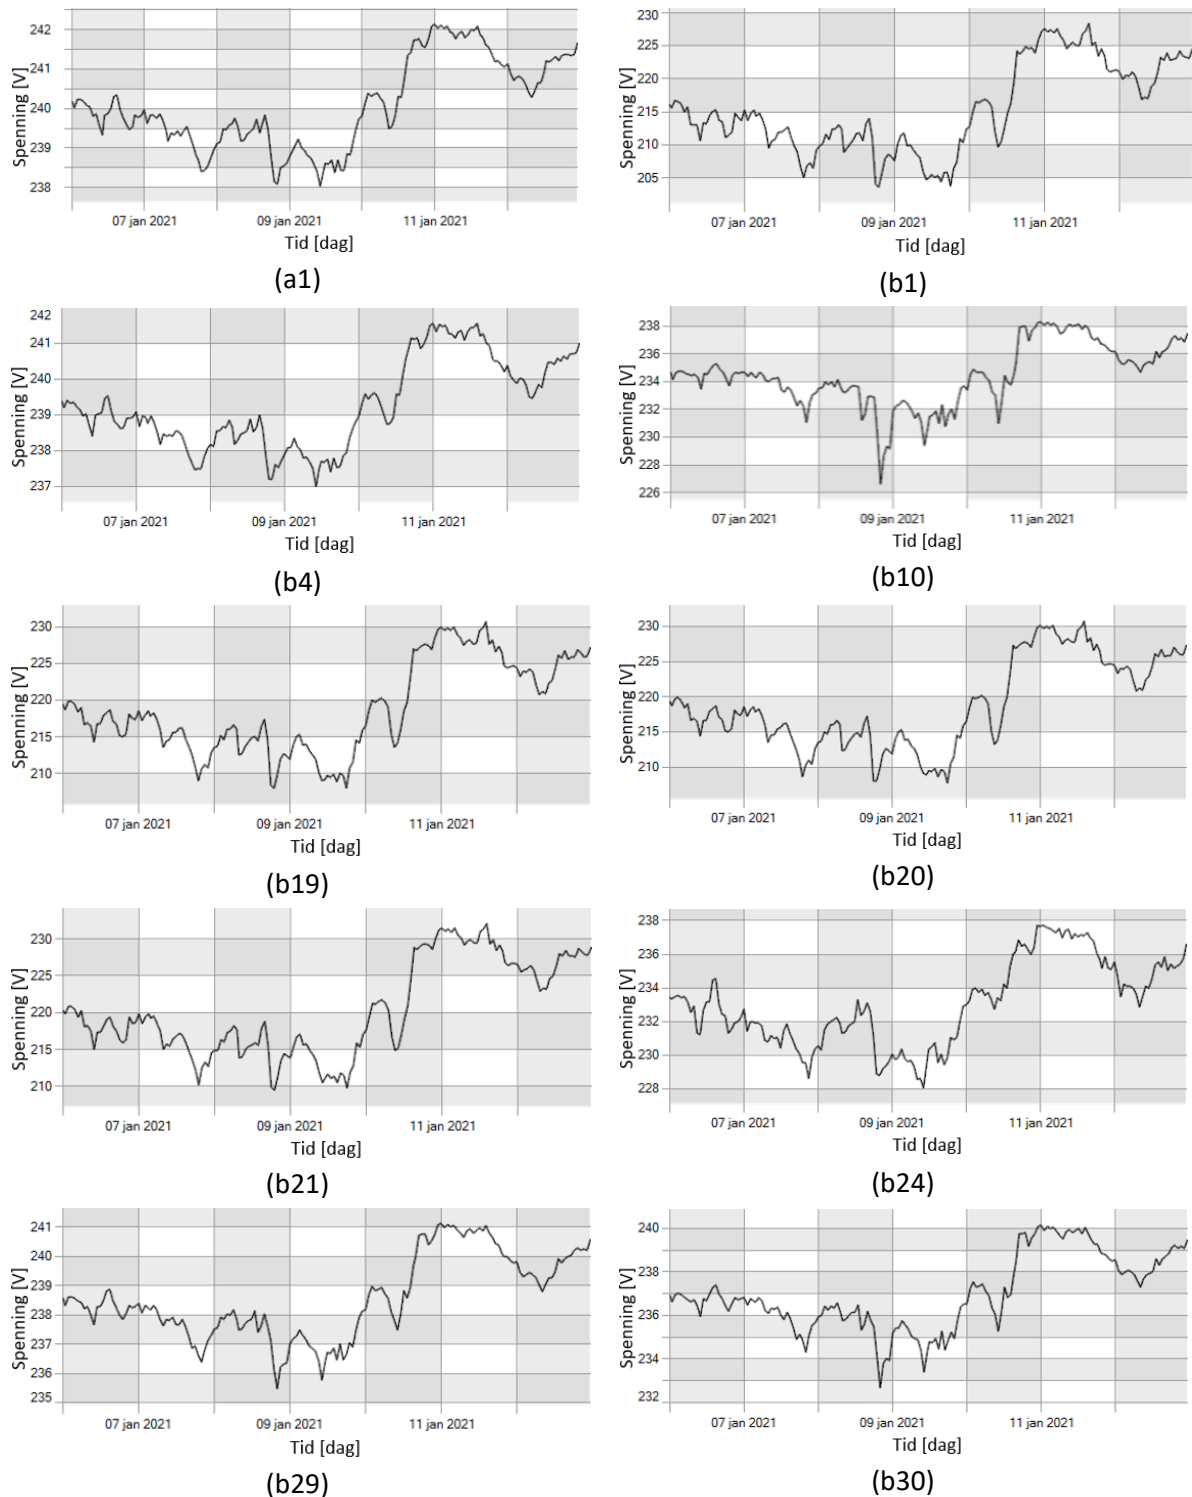 242
241
240
239
238
Spenning [V]
07 jan 2021 09 jan 2021 11 jan 2021
Tid [dag]
(a1)
230
225
220
215
210
205
Spenning [V]
07 jan 2021 09 jan 2021 11 jan 2021
Tid [dag]
(b1)
242
241
240
239
238
237
Spenning [V]
07 jan 2021 09 jan 2021 11 jan 2021
Tid [dag]
(b4)
238
236
234
232
230
228
226
Spenning [V]
07 jan 2021 09 jan 2021 11 jan 2021
Tid [dag]
(b10)
230
225
220
215
210
Spenning [V]
07 jan 2021 09 jan 2021 11 jan 2021
Tid [dag]
(b19)
230
225
220
215
210
Spenning [V]
07 jan 2021 09 jan 2021 11 jan 2021
Tid [dag]
(b20)
230
225
220
215
210
Spenning [V]
07 jan 2021 09 jan 2021 11 jan 2021
Tid [dag]
(b21)
238
236
234
232
230
228
Spenning [V]
07 jan 2021 09 jan 2021 11 jan 2021
Tid [dag]
(b24)
241
240
239
238
237
236
235
Spenning [V]
07 jan 2021 09 jan 2021 11 jan 2021
Tid [dag]
(b29)
240
238
236
234
232
Spenning [V]
07 jan 2021 09 jan 2021 11 jan 2021
Tid [dag]
(b30)